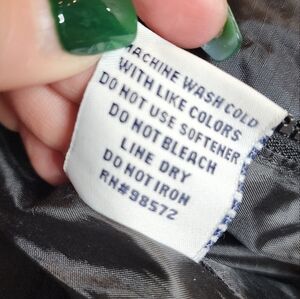 MACHINE WASH COLD
WITH LIKE COLORS
DO NOT USE SOFTENER
DO NOT BLEACH
LINE DRY
DO NOT IRON
RN#98572